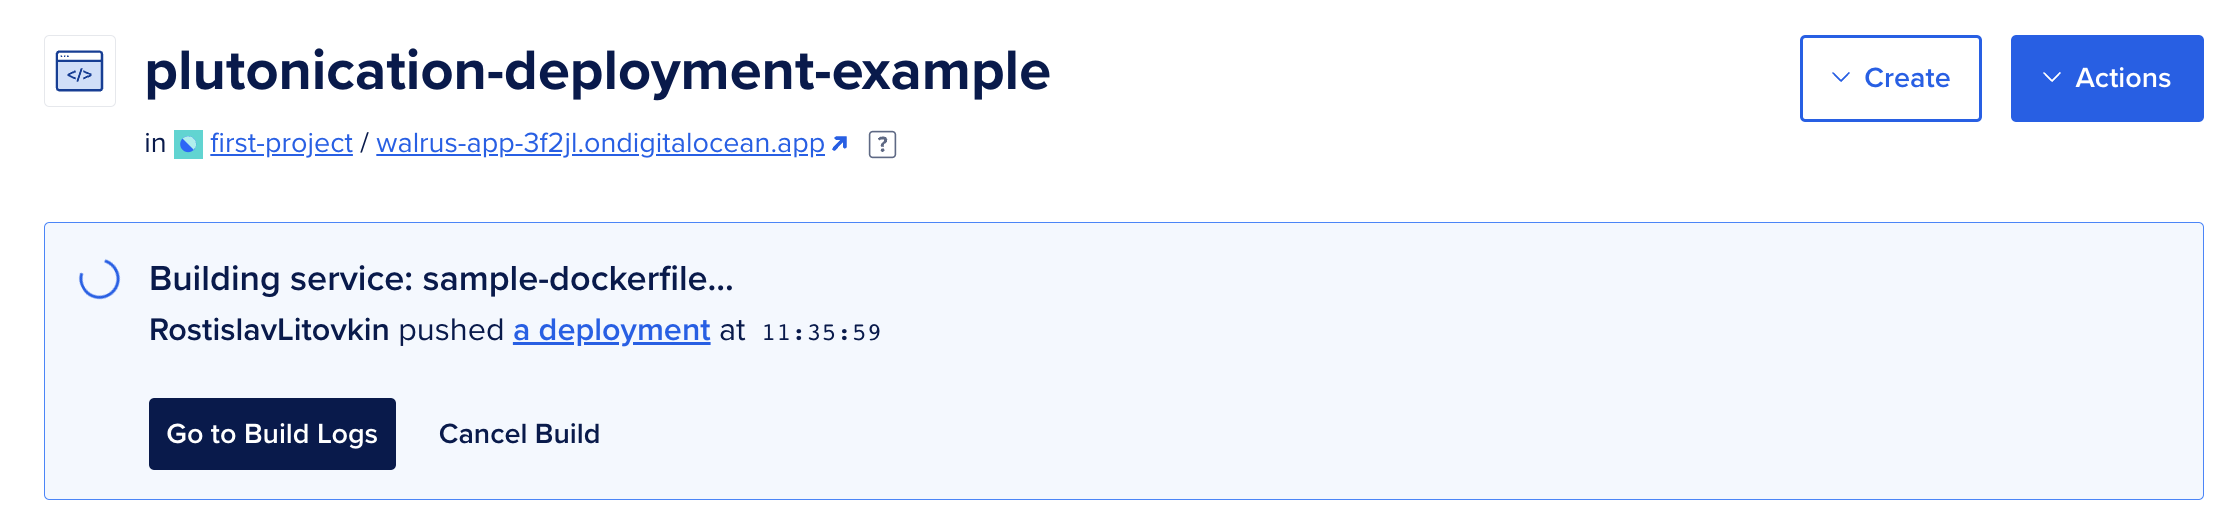 plutonication-deployment-example
Create
Actions
in first-project / walrus-app-3f2jl.ondigitalocean.app ?
Building service: sample-dockerfile...
RostislavLitovkin pushed a deployment at 11:35:59
Go to Build Logs
Cancel Build